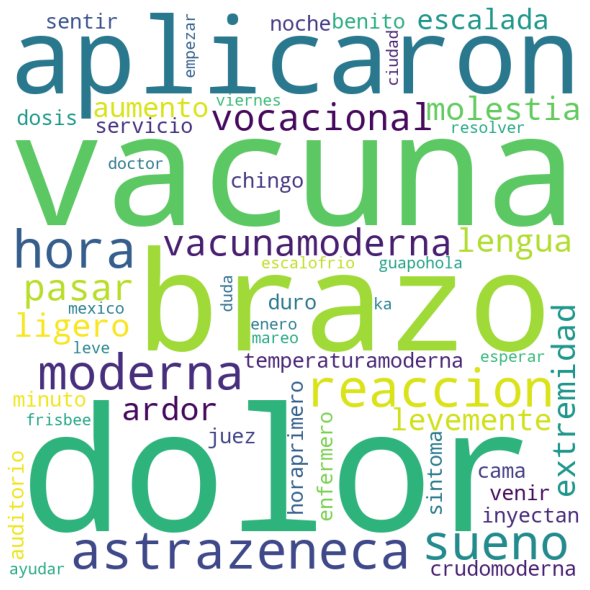 sentir
empezar
noche
benito
ciudad
escalada
aplicaron
dosis
aumento
viernes
molestia
servicio
vocacional
resolver
vacuna
doctor
chingo
hora
vacunamoderna
lengua
brazo
escalofrio
guapohola
pasar
duda
duro
ka
mexico
ligero
enero
mareo
leve
moderna
temperaturamoderna
esperar
extremidad
minuto
ardor
reaccion
frisbee
levemente
horaprimero
enfermero
juez
dolor
sintoma
cama
auditorio
venir
inyectan
astrazeneca
sueno
ayudar
crudomoderna